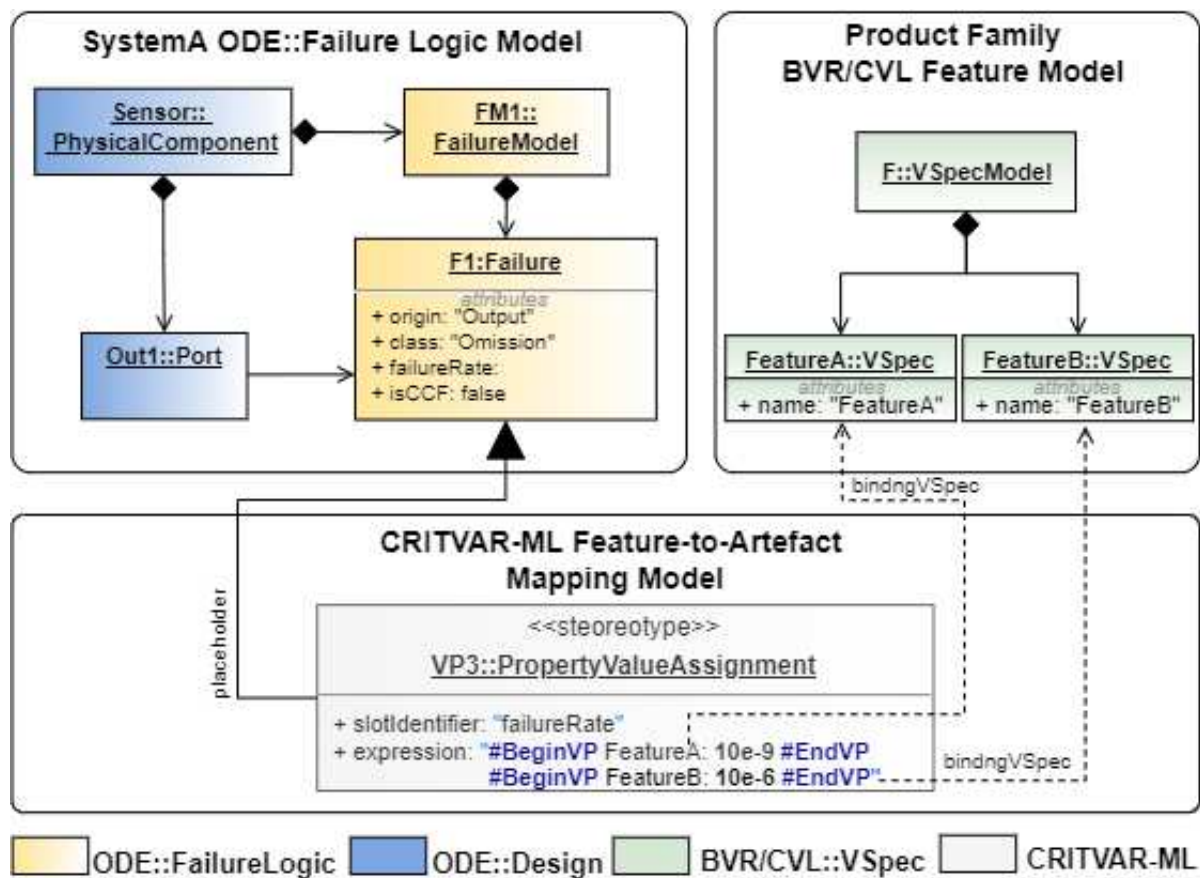 SystemA ODE::Failure Logic Model
Sensor::
PhysicalComponent
FM1::
FailureModel
F1:Failure
attributes
+ origin: "Output"
+ class: "Omission"
+ failureRate:
+ isCCF: false
Out1::Port
Product Family
BVR/CVL Feature Model
F::VSpecModel
FeatureA::VSpec
attributes
+ name: "FeatureA"
FeatureB::VSpec
attributes
+ name: "FeatureB"
bindngVSpec
CRITVAR-ML Feature-to-Artefact
Mapping Model
placeholder
<<steoreotype>>
VP3::PropertyValueAssignment
+ slotIdentifier: "failureRate"
+ expression: "#BeginVP FeatureA: 10e-9 #EndVP
#BeginVP FeatureB: 10e-6 #EndVP"
bindngVSpec
ODE::FailureLogic
ODE::Design
BVR/CVL::VSpec
CRITVAR-ML